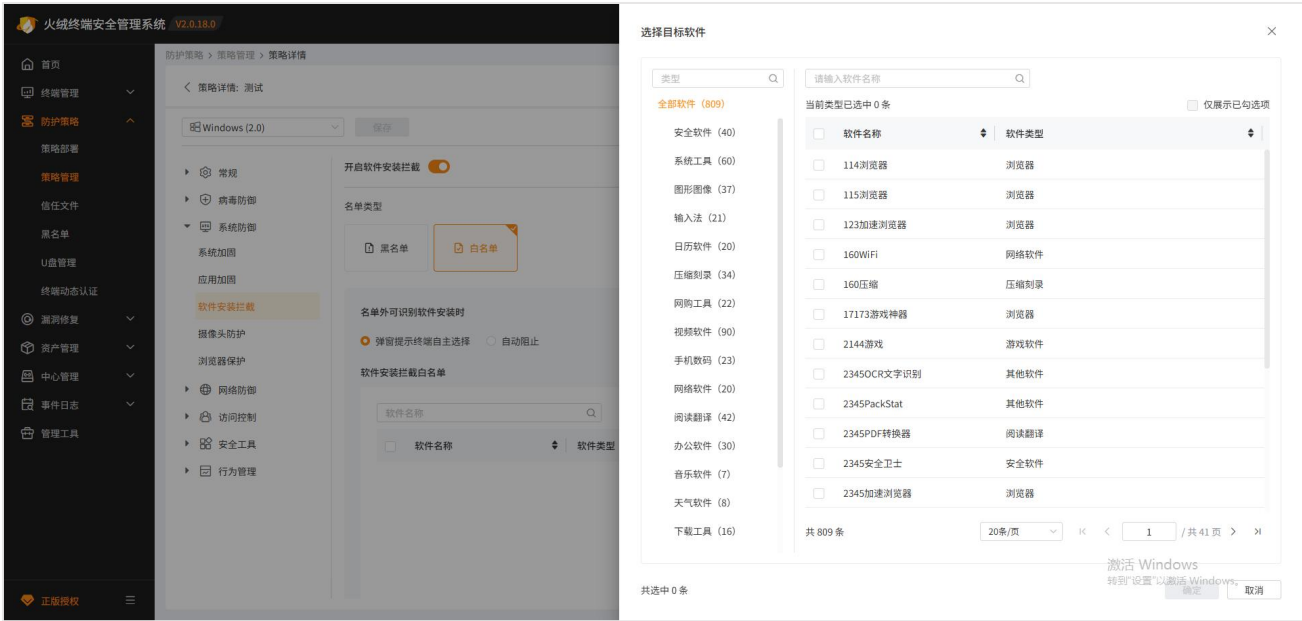 火绒终端安全管理系统 V2.0.18.0
首页
终端管理
防护策略
策略部署
策略管理
信任文件
黑名单
U盘管理
终端动态认证
漏洞修复
资产管理
中心管理
事件日志
管理工具
正版授权
防护策略 > 策略管理 > 策略详情
策略详情: 测试
Windows (2.0)
保存
常规
病毒防御
系统防御
系统加固
应用加固
软件安装拦截
摄像头防护
浏览器保护
网络防御
访问控制
安全工具
行为管理
开启软件安装拦截
名单类型
黑名单 白名单
名单外可识别软件安装时
弹窗提示终端自主选择 自动阻止
软件安装拦截白名单
软件名称
软件名称 软件类型
选择目标软件
类型
全部软件 (809)
安全软件 (40)
系统工具 (60)
图形图像 (37)
输入法 (21)
日历软件 (20)
压缩刻录 (34)
网购工具 (22)
视频软件 (90)
手机数码 (23)
网络软件 (20)
阅读翻译 (42)
办公软件 (30)
音乐软件 (7)
天气软件 (8)
下载工具 (16)
请输入软件名称
当前类型已选中 0 条 仅展示已勾选项
软件名称 软件类型
114浏览器 浏览器
115浏览器 浏览器
123加速浏览器 浏览器
160WiFi 网络软件
160压缩 压缩刻录
17173游戏神器 浏览器
2144游戏 游戏软件
2345OCR文字识别 其他软件
2345PackStat 其他软件
2345PDF转换器 阅读翻译
2345安全卫士 安全软件
2345加速浏览器 浏览器
共 809 条 20条/页 1 / 共 41 页
激活 Windows
转到"设置"以激活 Windows。
共选中 0 条 确定 取消